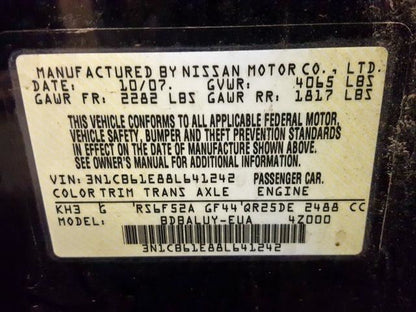 MANUFACTURED BY NISSAN MOTOR CO., LTD.
DATE: 10/07. GVWR: 4065 LBS
GAWR FR: 2282 LBS GAWR RR: 1817 LBS
THIS VEHICLE CONFORMS TO ALL APPLICABLE FEDERAL MOTOR
VEHICLE SAFETY, BUMPER AND THEFT PREVENTION STANDARDS
IN EFFECT ON THE DATE OF MANUFACTURE SHOWN ABOVE.
SEE OWNER'S MANUAL FOR ADDITIONAL INFORMATION.
VIN: 3N1CB61E88L641242 PASSENGER CAR.
COLOR TRIM TRANS AXLE ENGINE
KH3 G RS6F52A GF44 QR25DE 2488 CC
MODEL: BDBALUY-EUA 4Z000
3N1CB61E88L641242